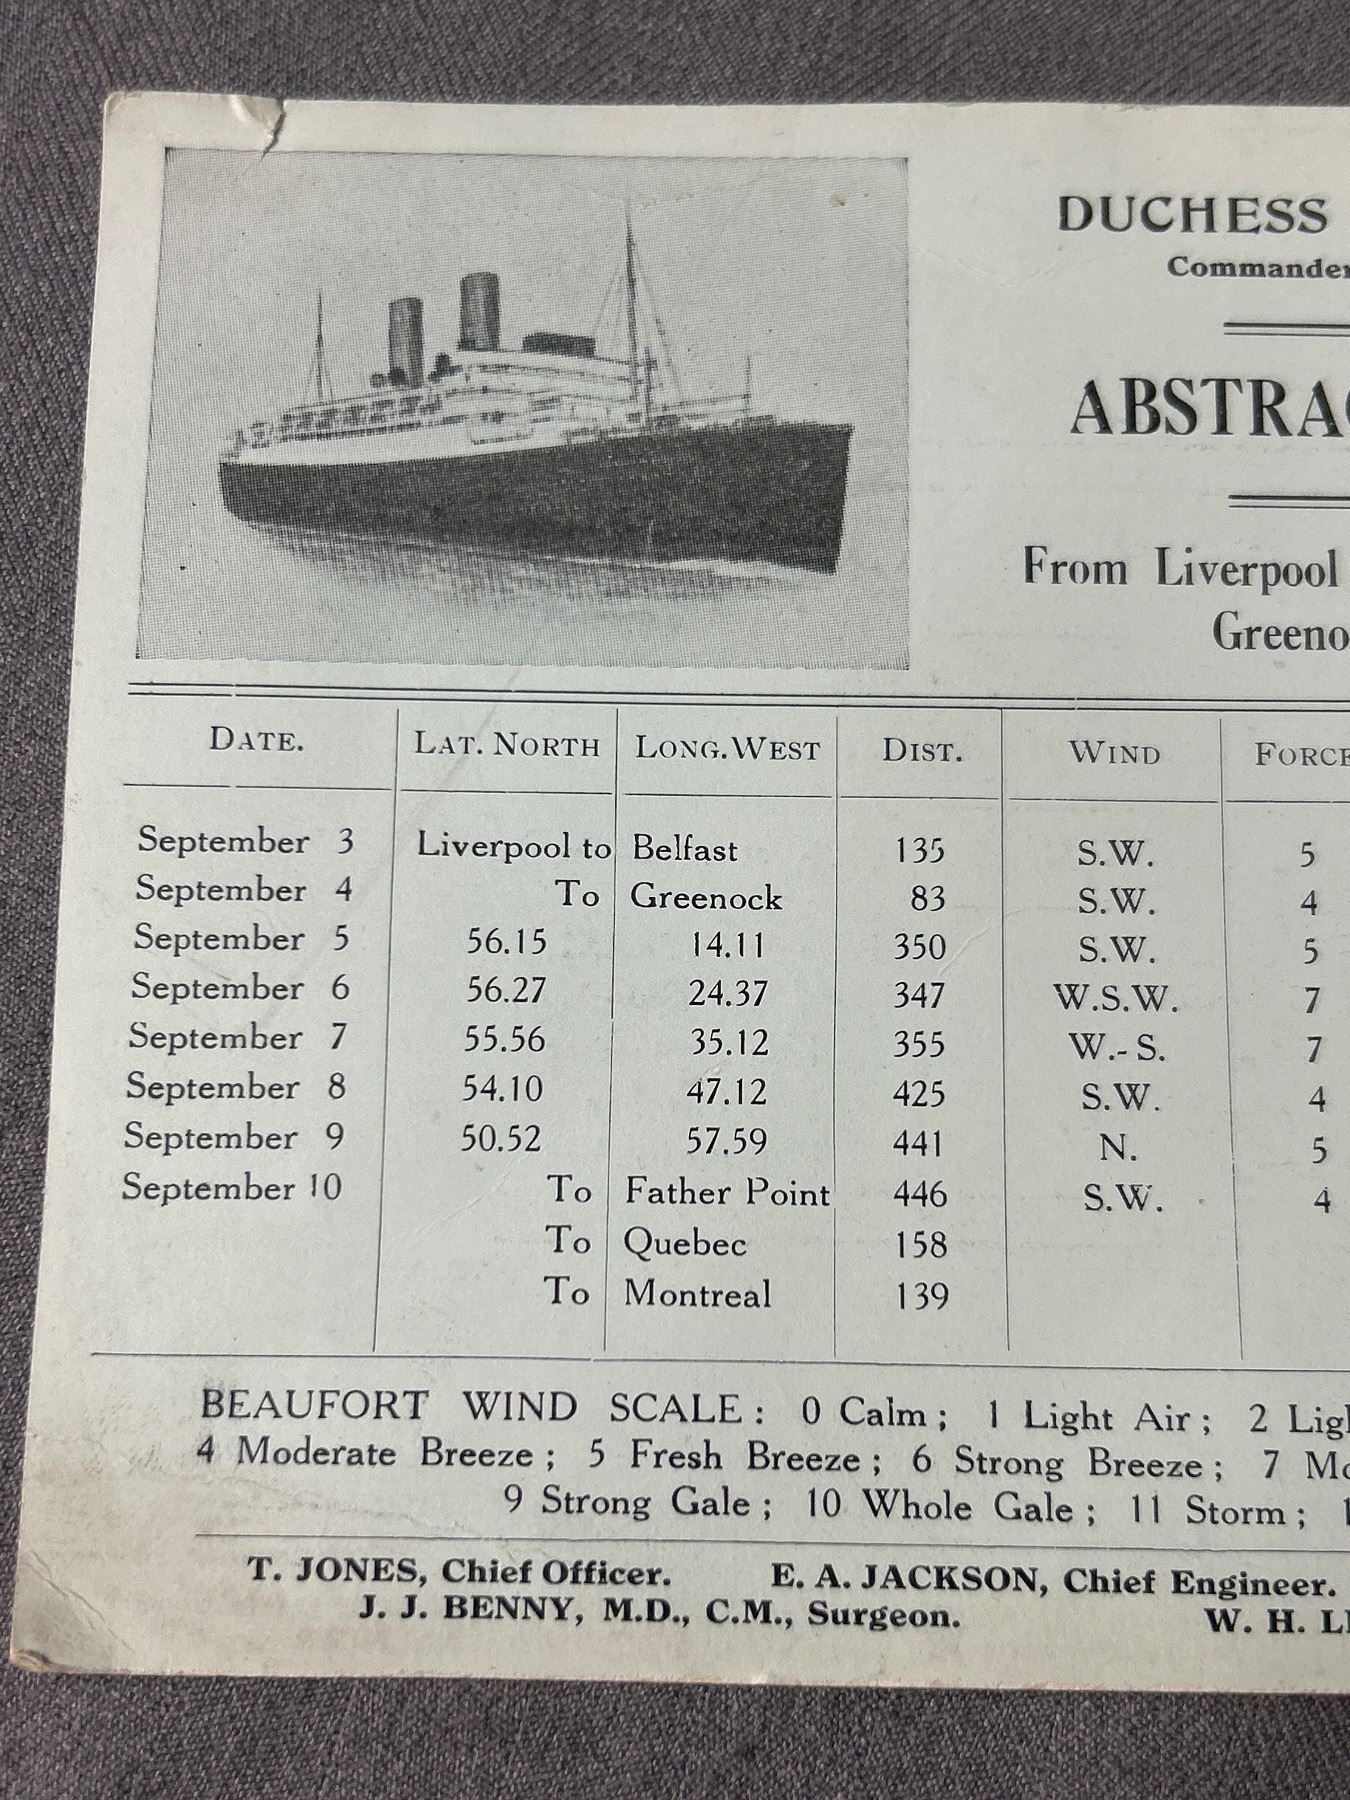 DUCHESS
Commander
ABSTRAC
From Liverpool
Greeno
DATE. LAT. NORTH LONG. WEST DIST. WIND FORCE
September 3 Liverpool to Belfast 135 S.W. 5
September 4 To Greenock 83 S.W. 4
September 5 56.15 14.11 350 S.W. 5
September 6 56.27 24.37 347 W.S.W. 7
September 7 55.56 35.12 355 W.-S. 7
September 8 54.10 47.12 425 S.W. 4
September 9 50.52 57.59 441 N. 5
September 10 To Father Point 446 S.W. 4
To Quebec 158
To Montreal 139
BEAUFORT WIND SCALE: 0 Calm; 1 Light Air; 2 Ligh
4 Moderate Breeze; 5 Fresh Breeze; 6 Strong Breeze; 7 Mo
9 Strong Gale; 10 Whole Gale; 11 Storm; 1
T. JONES, Chief Officer. E. A. JACKSON, Chief Engineer.
J. J. BENNY, M.D., C.M., Surgeon. W. H.